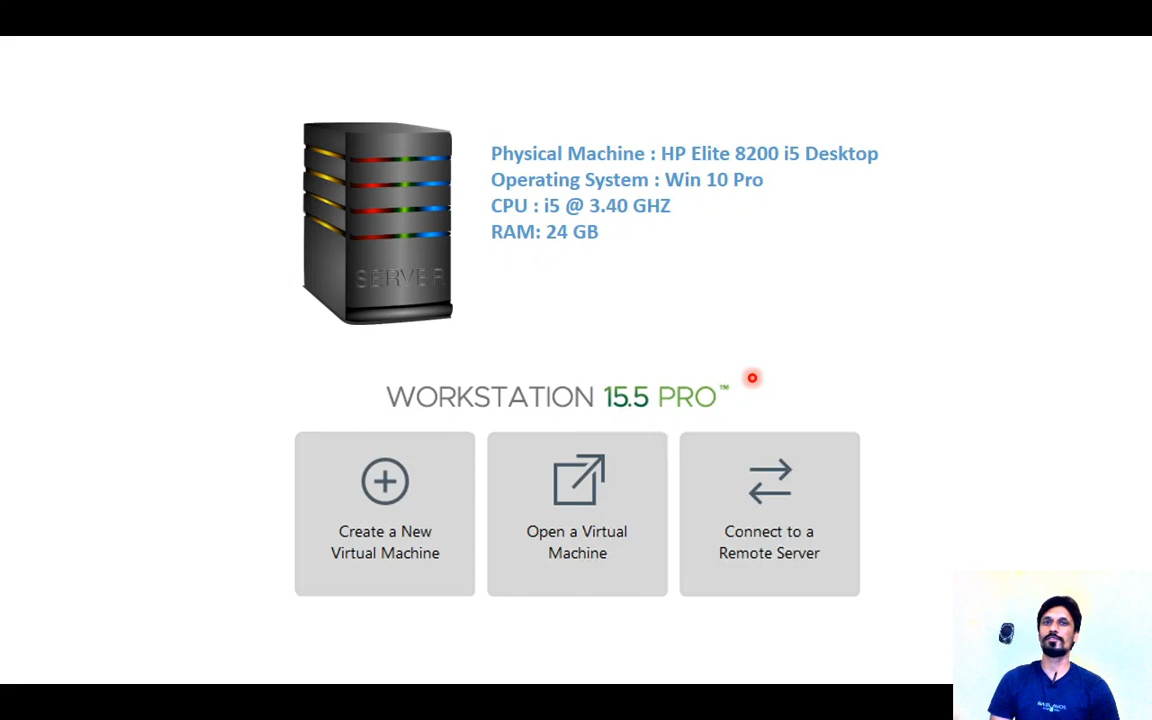 Physical Machine : HP Elite 8200 i5 Desktop
Operating System : Win 10 Pro
CPU : i5 @ 3.40 GHZ
RAM: 24 GB
SERVER
WORKSTATION 15.5 PRO™
Create a New
Virtual Machine
Open a Virtual
Machine
Connect to a
Remote Server